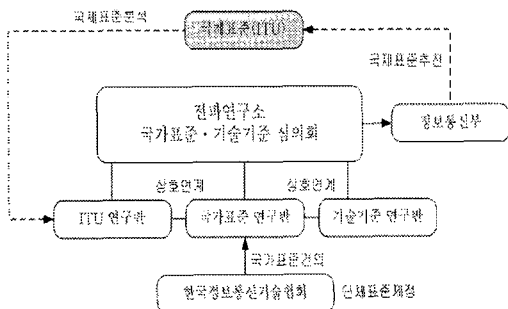 국제표준분석
국제표준(ITU)
국제표준추진
전파연구소
국가표준·기술기준 심의회
정보통신부
상호연계
상호연계
ITU 연구반
국가표준 연구반
기술기준 연구반
국가표준건의
한국정보통신기술협회
단체표준제정